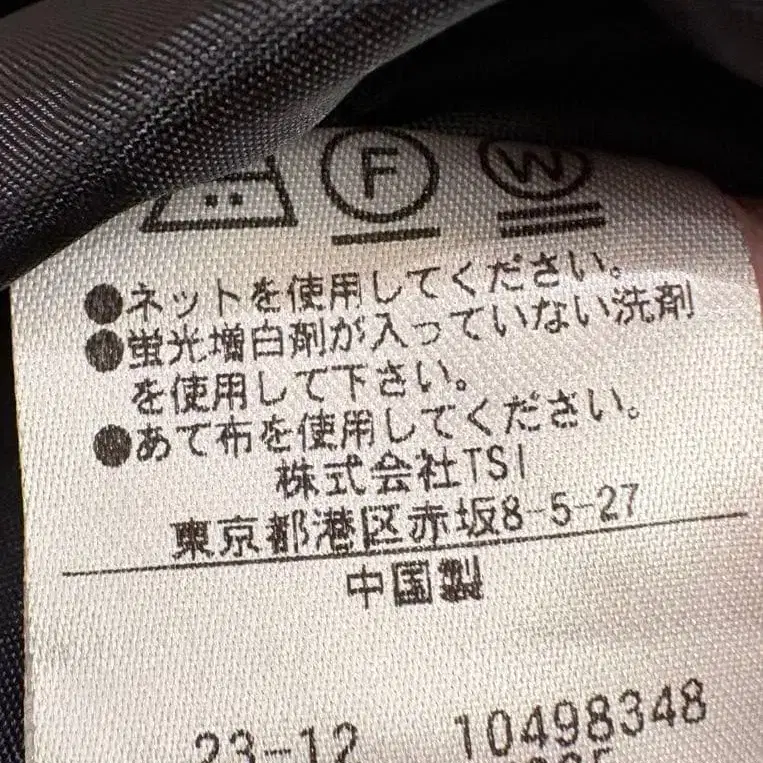 F W
●ネットを使用してください。
●蛍光増白剤が入っていない洗剤
を使用して下さい。
●あて布を使用してください。
株式会社TSI
東京都港区赤坂8-5-27
中国製
23-12 10498348